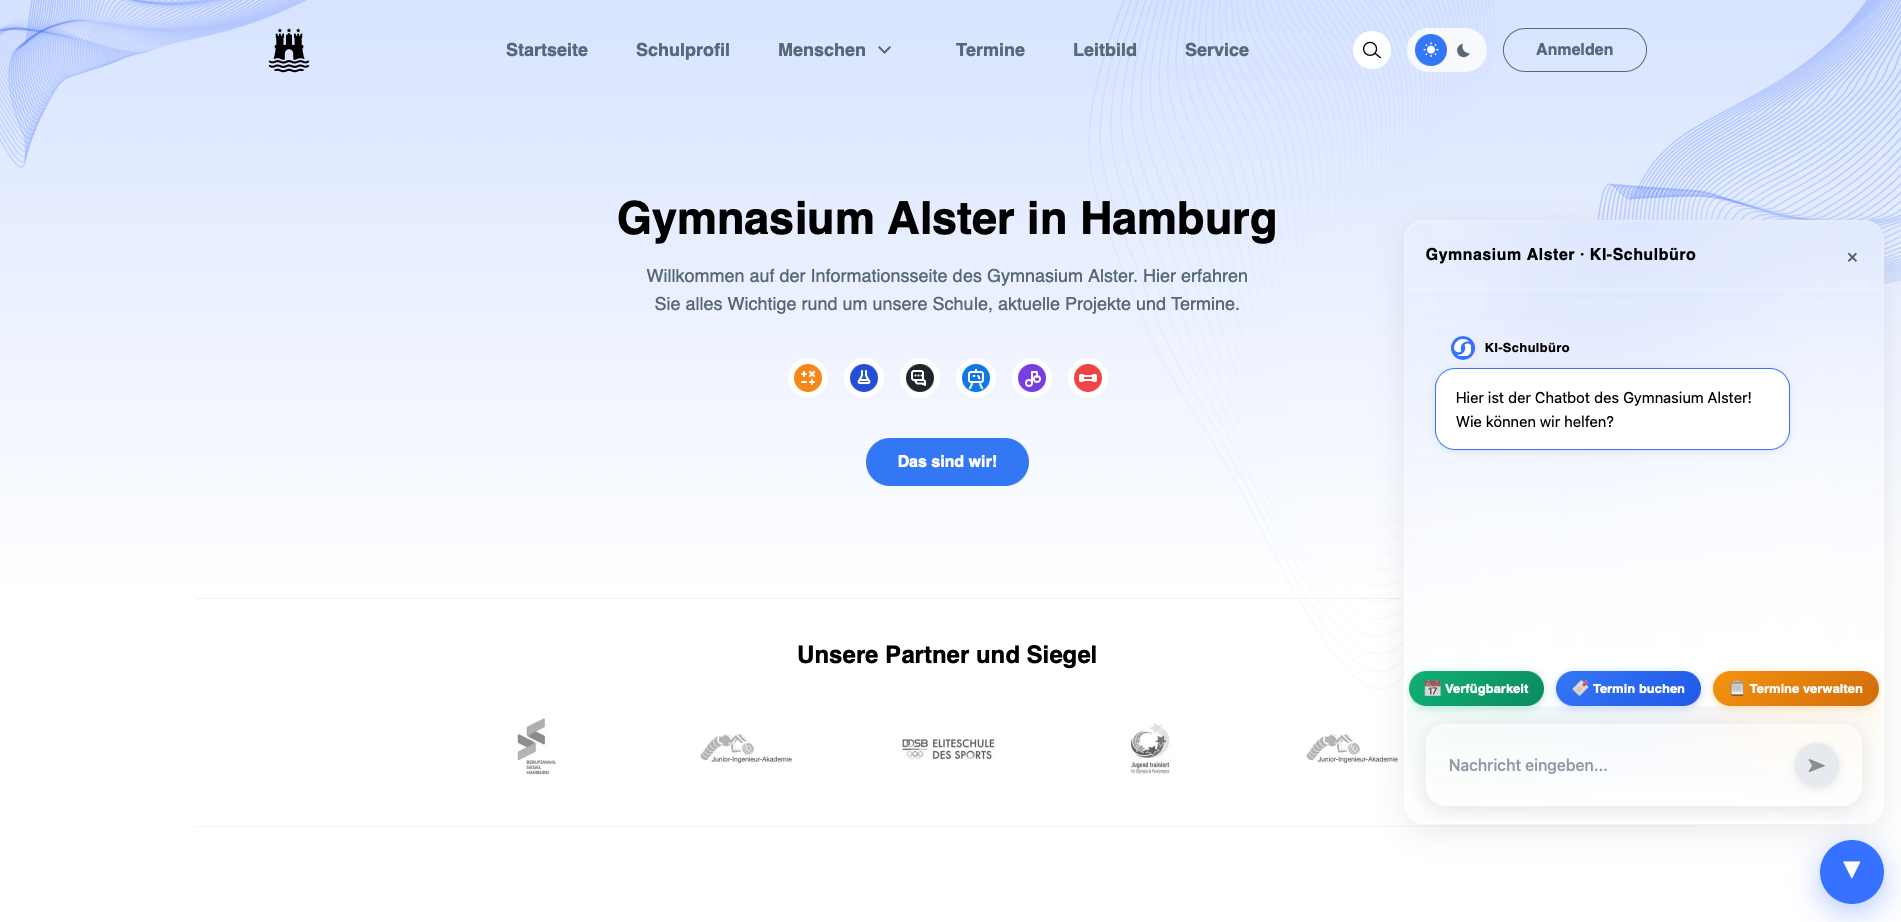 Startseite Schulprofil Menschen Termine Leitbild Service Anmelden
Gymnasium Alster in Hamburg
Willkommen auf der Informationsseite des Gymnasium Alster. Hier erfahren
Sie alles Wichtige rund um unsere Schule, aktuelle Projekte und Termine.
Das sind wir!
Unsere Partner und Siegel
BERUFSWAHL
SIEGEL
HAMBURG
Junior-Ingenieur-Akademie
DOSB ELITESCHULE
DES SPORTS
Jugend trainiert
für Olympia & Paralympics
Junior-Ingenieur-Akademie
Gymnasium Alster · KI-Schulbüro
×
KI-Schulbüro
Hier ist der Chatbot des Gymnasium Alster!
Wie können wir helfen?
Verfügbarkeit Termin buchen Termine verwalten
Nachricht eingeben...